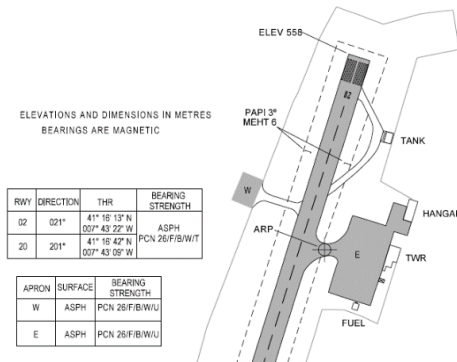 ELEV 558
02
ELEVATIONS AND DIMENSIONS IN METRES
BEARINGS ARE MAGNETIC
PAPI 3°
MEHT 6
TANK
W
HANGAR
ARP
E
TWR
FUEL
RWY DIRECTION THR BEARING STRENGTH
02 021° 41° 16' 13" N 007° 43' 22" W ASPH PCN 26/F/B/W/T
20 201° 41° 16' 42" N 007° 43' 09" W
APRON SURFACE BEARING STRENGTH
W ASPH PCN 26/F/B/W/U
E ASPH PCN 26/F/B/W/U